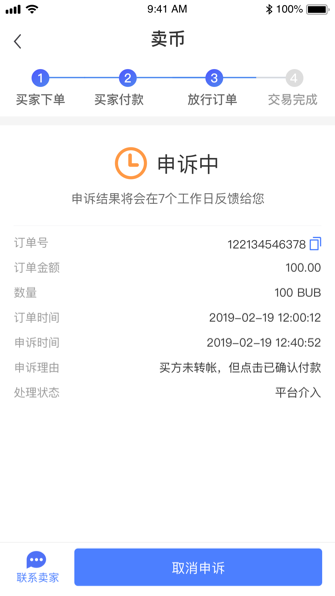 9:41 AM
100%
卖币
1
2
3
4
买家下单
买家付款
放行订单
交易完成
申诉中
申诉结果将会在7个工作日反馈给您
订单号 122134546378
订单金额 100.00
数量 100 BUB
订单时间 2019-02-19 12:00:12
申诉时间 2019-02-19 12:40:52
申诉理由 买方未转帐，但点击已确认付款
处理状态 平台介入
联系卖家
取消申诉